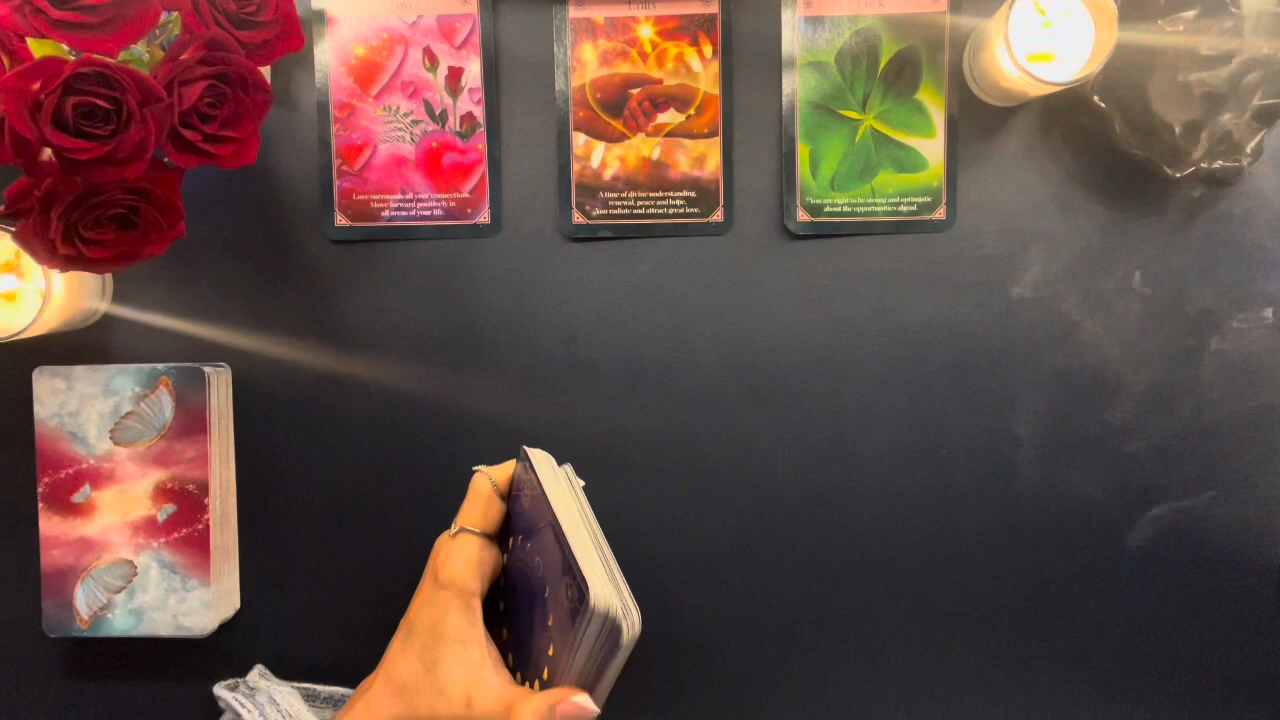 Love
Love surrounds all your connections.
Move forward positively in
all areas of your life.
Unity
A time of divine understanding,
renewal, peace and hope.
You radiate and attract great love.
Luck
You are right to be strong and optimistic
about the opportunities ahead.